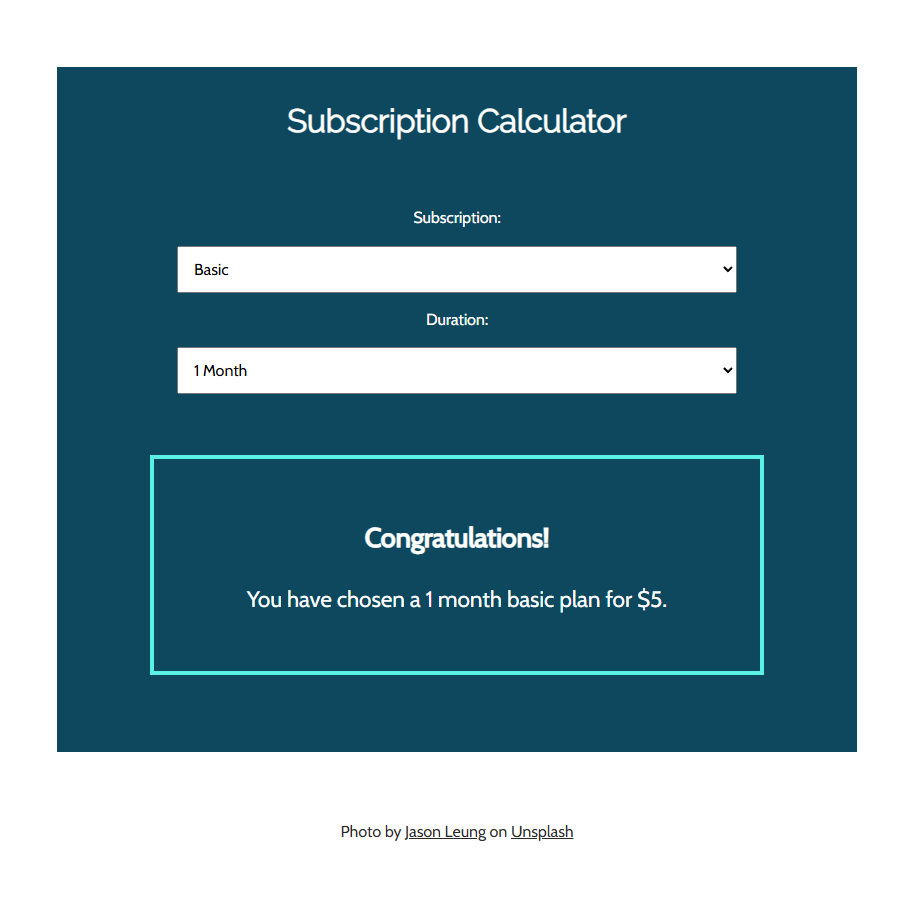 Subscription Calculator
Subscription:
Basic
Duration:
1 Month
Congratulations!
You have chosen a 1 month basic plan for $5.
Photo by Jason Leung on Unsplash